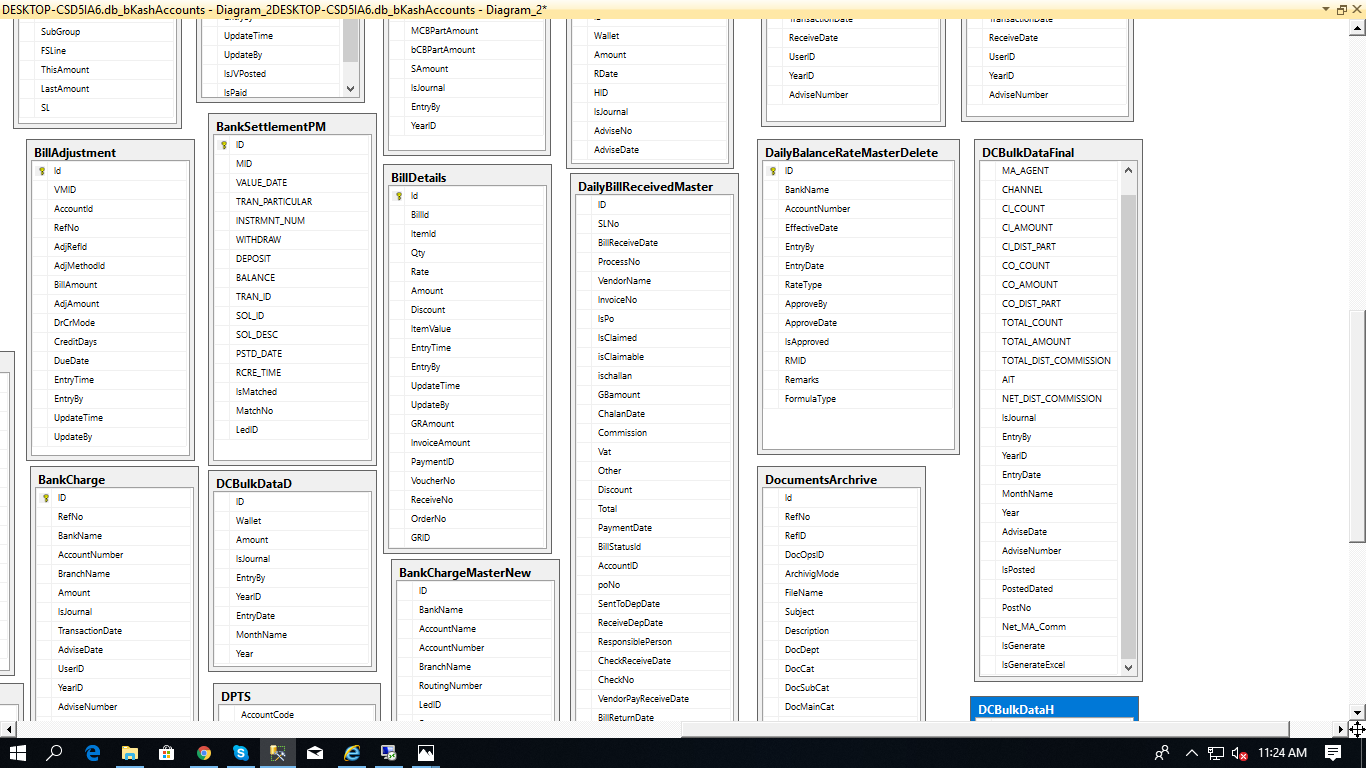 DESKTOP-CSD5IA6.db_bKashAccounts - Diagram_2DESKTOP-CSD5IA6.db_bKashAccounts - Diagram_2*
SubGroup
FSLine
ThisAmount
LastAmount
SL
EntryBy
UpdateTime
UpdateBy
IsJVPosted
IsPaid
MCBPartAmount
bCBPartAmount
SAmount
IsJournal
EntryBy
YearID
Wallet
Amount
RDate
HID
IsJournal
AdviseNo
AdviseDate
TransactionDate
ReceiveDate
UserID
YearID
AdviseNumber
TransactionDate
ReceiveDate
UserID
YearID
AdviseNumber
BillAdjustment
Id
VMID
AccountId
RefNo
AdjRefId
AdjMethodId
BillAmount
AdjAmount
DrCrMode
CreditDays
DueDate
EntryTime
EntryBy
UpdateTime
UpdateBy
BankSettlementPM
ID
MID
VALUE_DATE
TRAN_PARTICULAR
INSTRMNT_NUM
WITHDRAW
DEPOSIT
BALANCE
TRAN_ID
SOL_ID
SOL_DESC
PSTD_DATE
RCRE_TIME
IsMatched
MatchNo
LedID
BillDetails
Id
BillId
ItemId
Qty
Rate
Amount
Discount
ItemValue
EntryTime
EntryBy
UpdateTime
UpdateBy
GRAmount
InvoiceAmount
PaymentID
VoucherNo
ReceiveNo
OrderNo
GRID
DailyBillReceivedMaster
ID
SLNo
BillReceiveDate
ProcessNo
VendorName
InvoiceNo
IsPo
IsClaimed
isClaimable
ischallan
GBamount
ChalanDate
Commission
Vat
Other
Discount
Total
PaymentDate
BillStatusId
AccountID
poNo
SentToDepDate
ReceiveDepDate
ResponsiblePerson
CheckReceiveDate
CheckNo
VendorPayReceiveDate
BillReturnDate
DailyBalanceRateMasterDelete
ID
BankName
AccountNumber
EffectiveDate
EntryBy
EntryDate
RateType
ApproveBy
ApproveDate
IsApproved
RMID
Remarks
FormulaType
DCBulkDataFinal
MA_AGENT
CHANNEL
CI_COUNT
CI_AMOUNT
CI_DIST_PART
CO_COUNT
CO_AMOUNT
CO_DIST_PART
TOTAL_COUNT
TOTAL_AMOUNT
TOTAL_DIST_COMMISSION
AIT
NET_DIST_COMMISSION
IsJournal
EntryBy
YearID
EntryDate
MonthName
Year
AdviseDate
AdviseNumber
IsPosted
PostedDated
PostNo
Net_MA_Comm
IsGenerate
IsGenerateExcel
BankCharge
ID
RefNo
BankName
AccountNumber
BranchName
Amount
IsJournal
TransactionDate
AdviseDate
UserID
YearID
AdviseNumber
DCBulkDataD
ID
Wallet
Amount
IsJournal
EntryBy
YearID
EntryDate
MonthName
Year
DPTS
AccountCode
BankChargeMasterNew
ID
BankName
AccountName
AccountNumber
BranchName
RoutingNumber
LedID
DocumentsArchrive
Id
RefNo
RefID
DocOpsID
ArchivigMode
FileName
Subject
Description
DocDept
DocCat
DocSubCat
DocMainCat
DCBulkDataH
11:24 AM